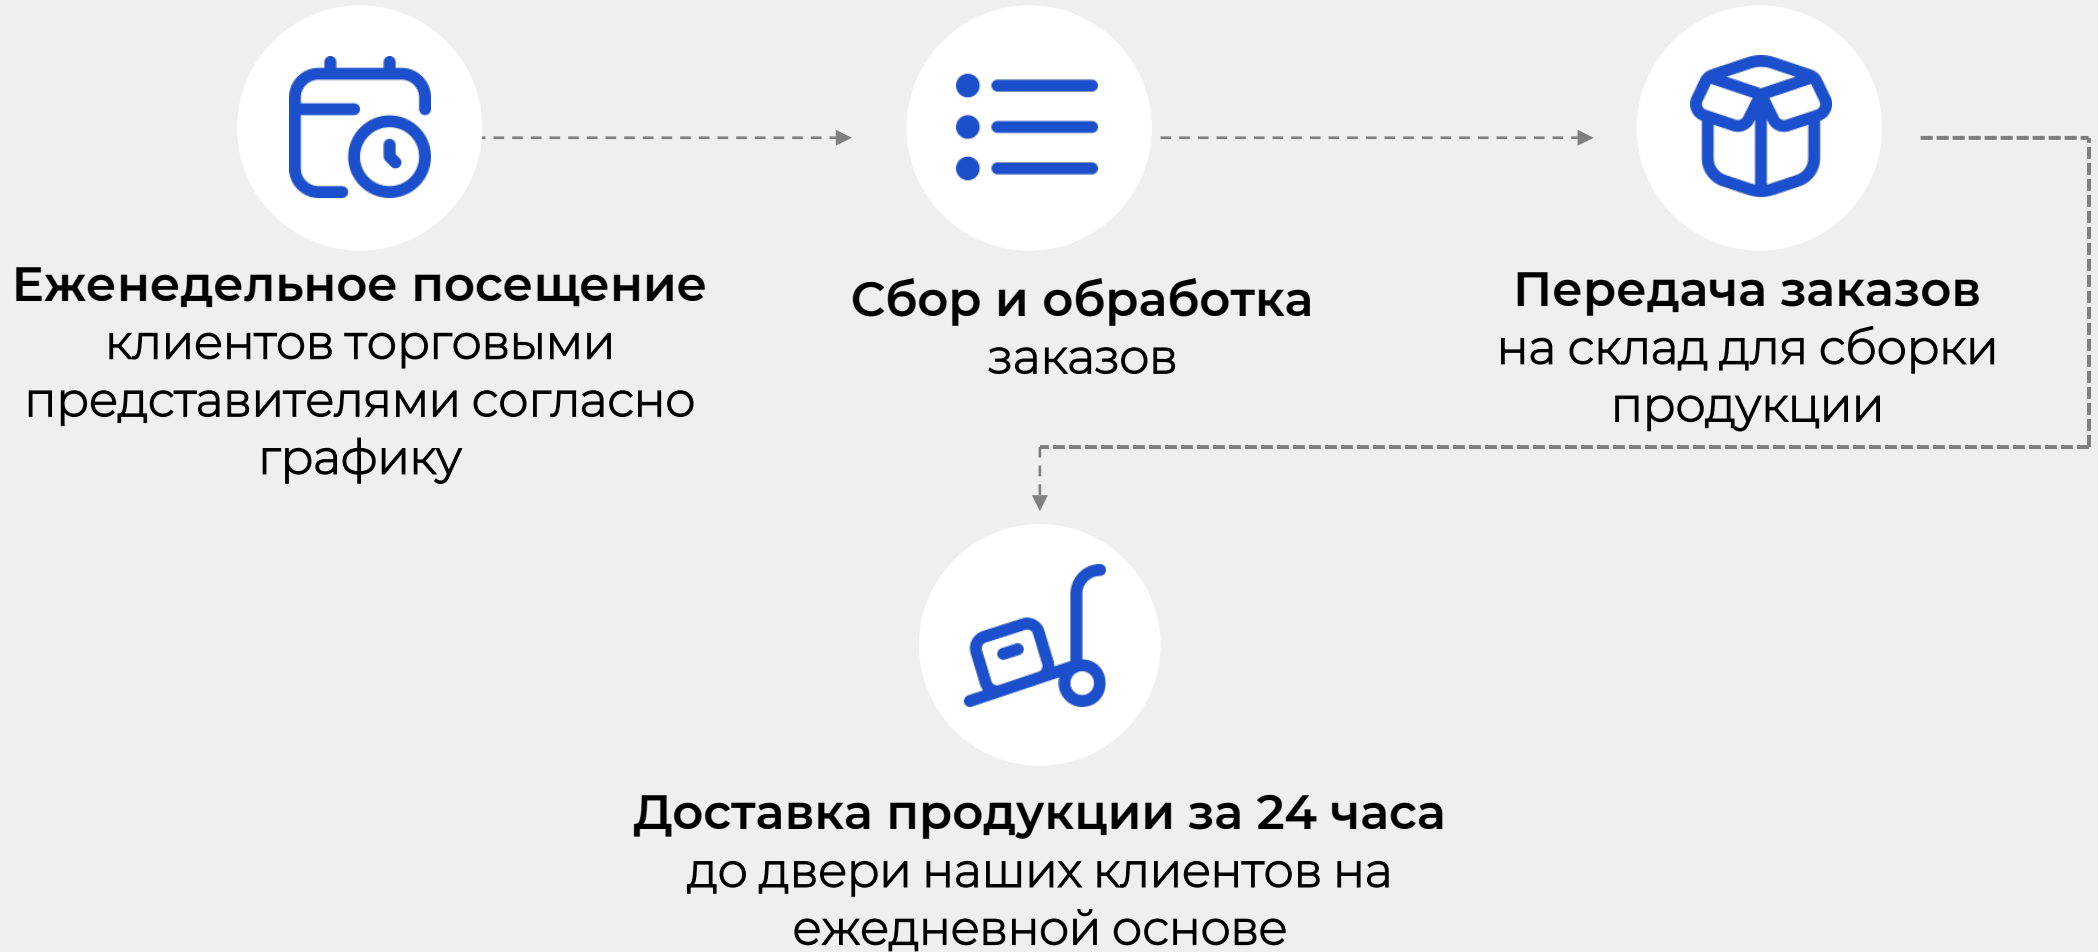 Еженедельное посещение
клиентов торговыми
представителями согласно
графику
Сбор и обработка
заказов
Передача заказов
на склад для сборки
продукции
Доставка продукции за 24 часа
до двери наших клиентов на
ежедневной основе